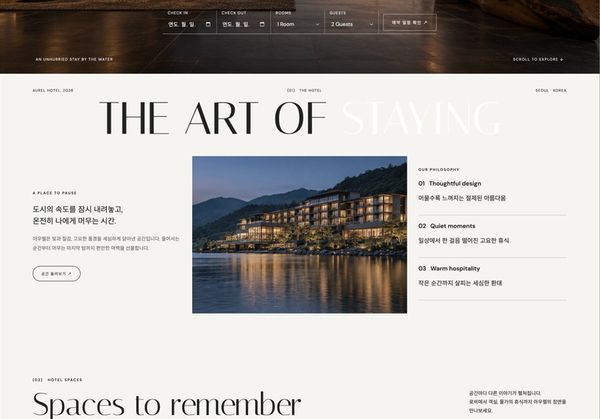 CHECK IN
CHECK OUT
ROOMS
GUESTS
연도. 월. 일.
연도. 월. 일.
1 Room
2 Guests
예약 일정 확인 ↗
AN UNHURRIED STAY BY THE WATER
SCROLL TO EXPLORE
AUREL HOTEL, 2026
(01) THE HOTEL
SEOUL · KOREA
THE ART OF STAYING
A PLACE TO PAUSE
도시의 속도를 잠시 내려놓고,
온전히 나에게 머무는 시간.
아우렐은 빛과 질감, 고요한 풍경을 세심하게 담아낸 공간입니다. 들어서는
순간부터 머무는 마지막 밤까지 편안한 여백을 선물합니다.
공간 둘러보기 ↗
OUR PHILOSOPHY
01 Thoughtful design
머물수록 느껴지는 절제된 아름다움
02 Quiet moments
일상에서 한 걸음 떨어진 고요한 휴식
03 Warm hospitality
작은 순간까지 살피는 세심한 환대
(02) HOTEL SPACES
Spaces to remember
공간마다 다른 이야기가 펼쳐집니다.
로비에서 객실, 물가의 휴식까지 아우렐의 장면을
만나보세요.